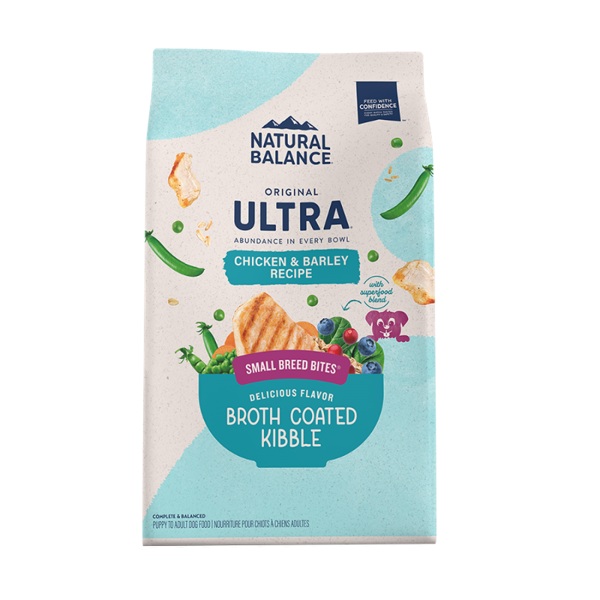 FEED WITH
CONFIDENCE
NATURAL
BALANCE
ORIGINAL
ULTRA
ABUNDANCE IN EVERY BOWL
CHICKEN & BARLEY
RECIPE
with
superfood
blend
SMALL BREED BITES®
DELICIOUS FLAVOR
BROTH COATED
KIBBLE
COMPLETE & BALANCED
PUPPY TO ADULT DOG FOOD | NOURRITURE POUR CHIOTS À CHIENS ADULTES